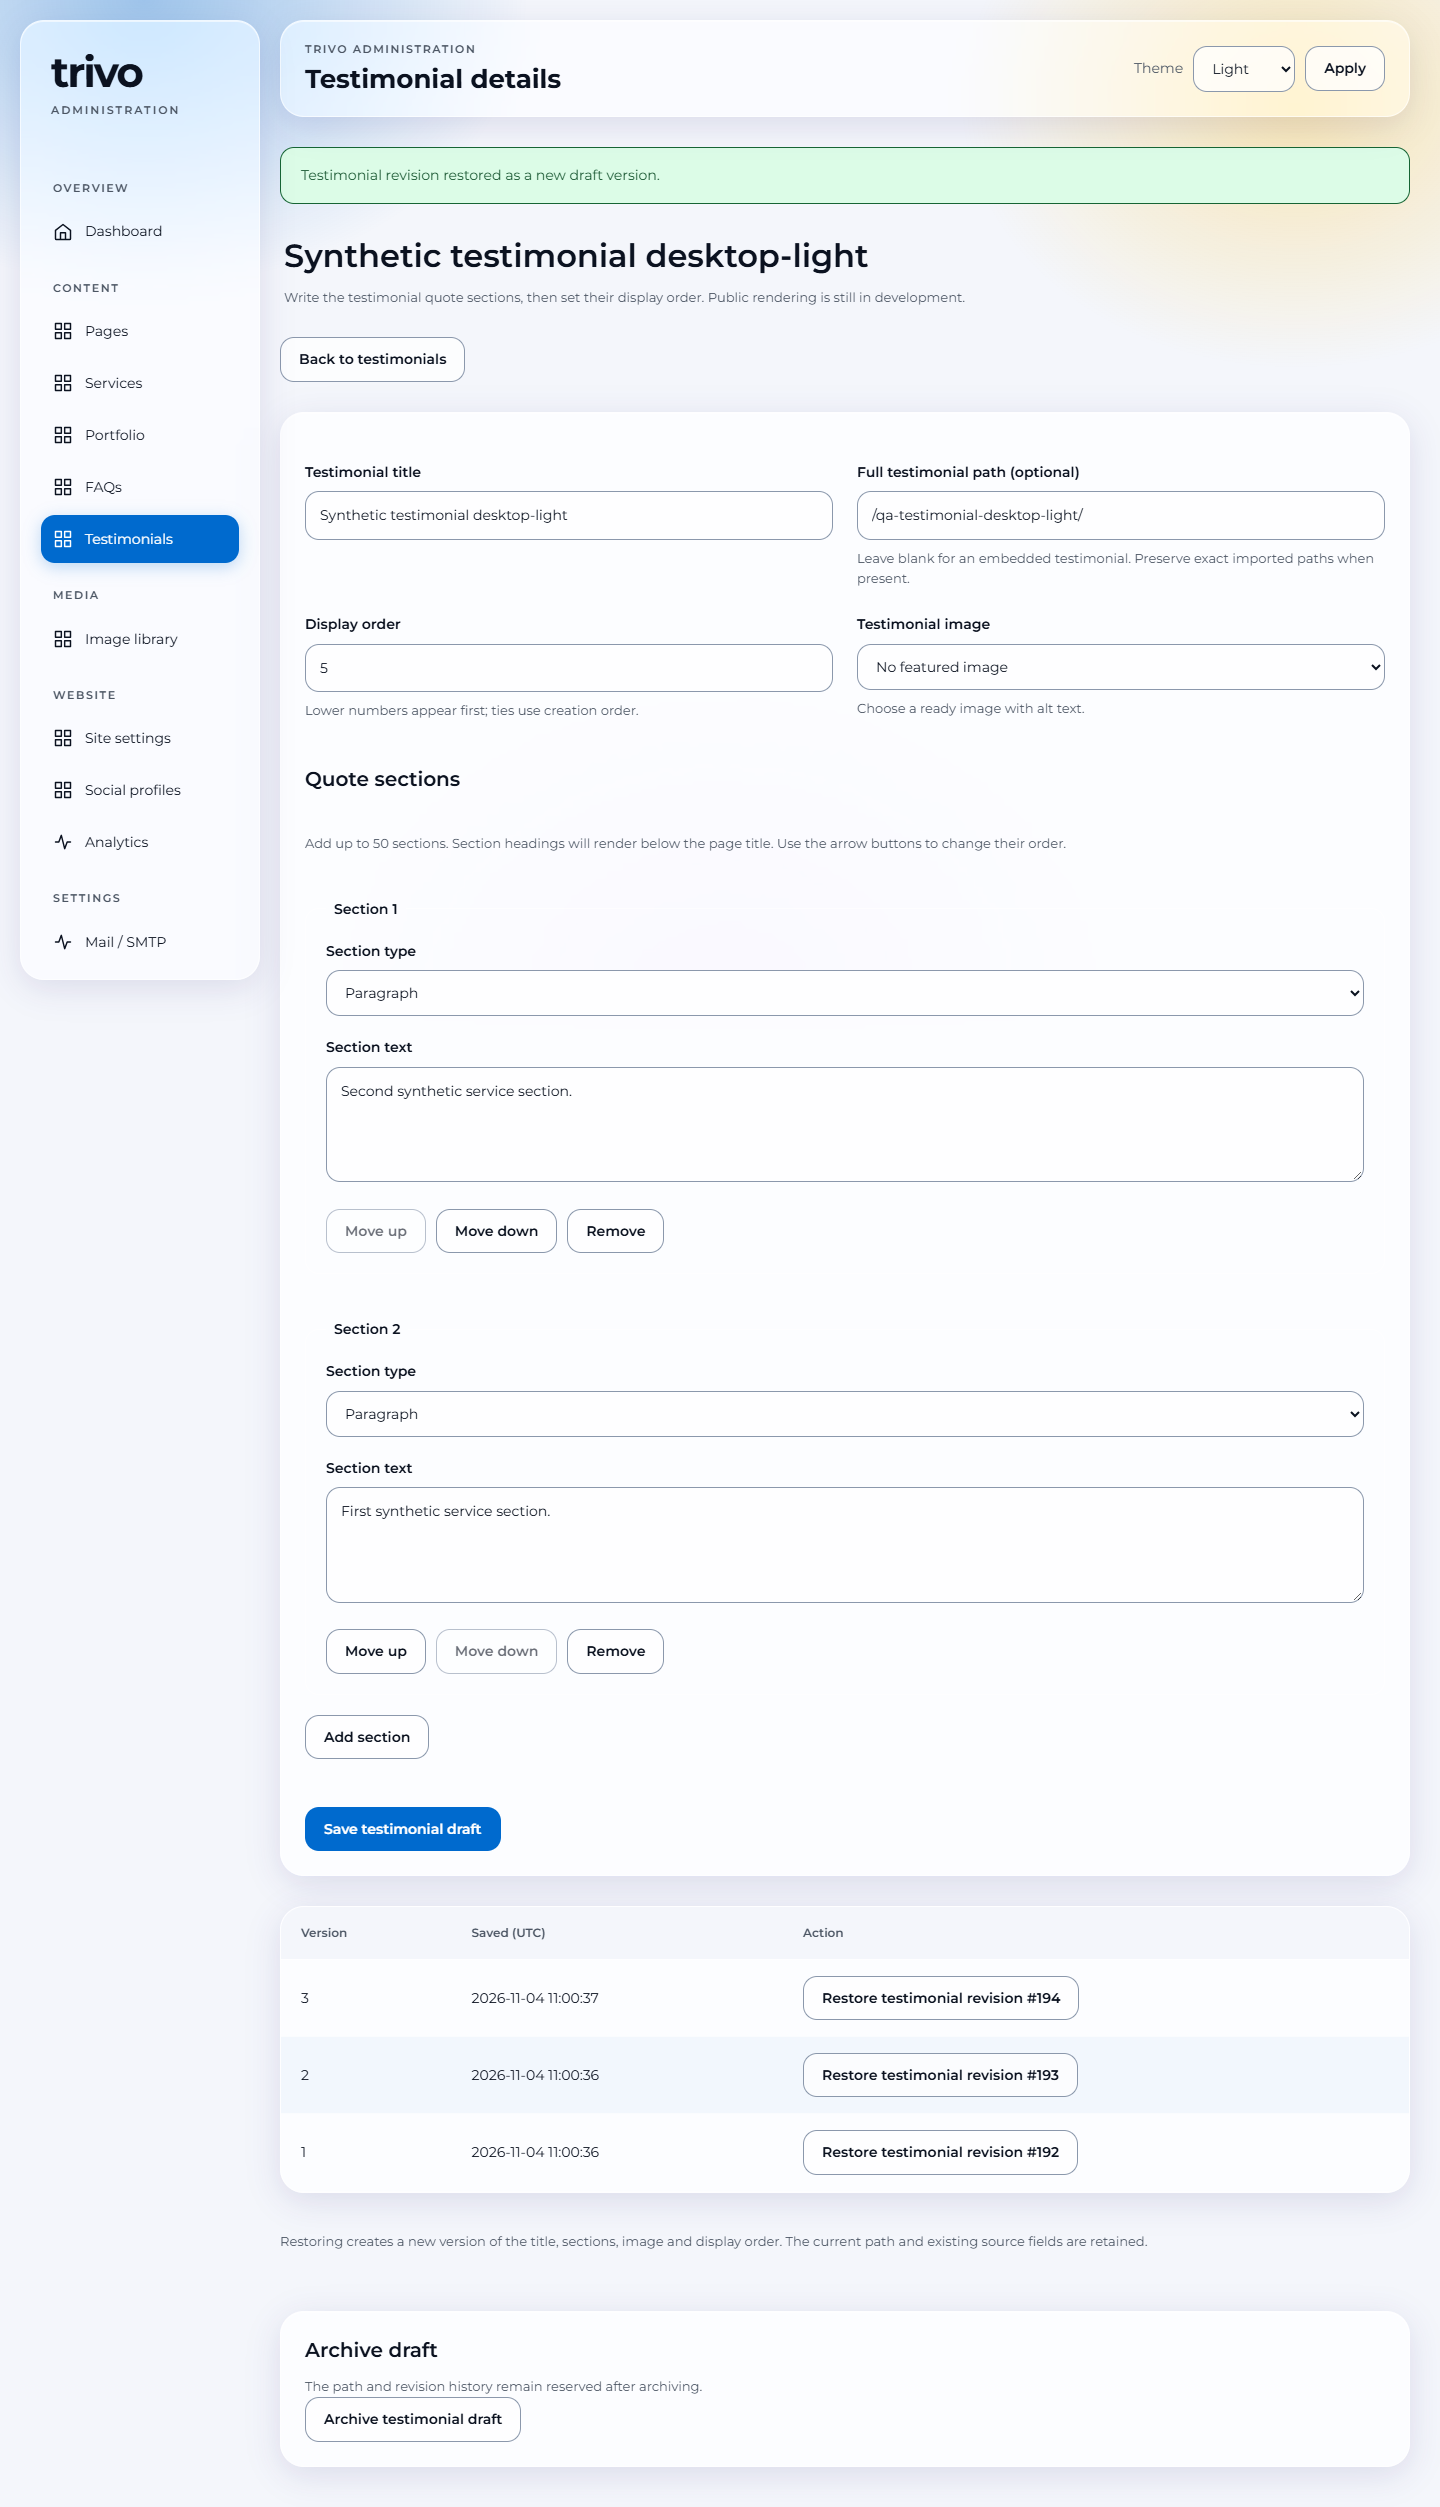 trivo
ADMINISTRATION
OVERVIEW
Dashboard
CONTENT
Pages
Services
Portfolio
FAQs
Testimonials
MEDIA
Image library
WEBSITE
Site settings
Social profiles
Analytics
SETTINGS
Mail / SMTP
TRIVO ADMINISTRATION
Testimonial details
Theme
Light
Apply
Testimonial revision restored as a new draft version.
Synthetic testimonial desktop-light
Write the testimonial quote sections, then set their display order. Public rendering is still in development.
Back to testimonials
Testimonial title
Synthetic testimonial desktop-light
Full testimonial path (optional)
/qa-testimonial-desktop-light/
Leave blank for an embedded testimonial. Preserve exact imported paths when
present.
Display order
5
Lower numbers appear first; ties use creation order.
Testimonial image
No featured image
Choose a ready image with alt text.
Quote sections
Add up to 50 sections. Section headings will render below the page title. Use the arrow buttons to change their order.
Section 1
Section type
Paragraph
Section text
Second synthetic service section.
Move up
Move down
Remove
Section 2
Section type
Paragraph
Section text
First synthetic service section.
Move up
Move down
Remove
Add section
Save testimonial draft
Version
Saved (UTC)
Action
3
2026-11-04 11:00:37
Restore testimonial revision #194
2
2026-11-04 11:00:36
Restore testimonial revision #193
1
2026-11-04 11:00:36
Restore testimonial revision #192
Restoring creates a new version of the title, sections, image and display order. The current path and existing source fields are retained.
Archive draft
The path and revision history remain reserved after archiving.
Archive testimonial draft